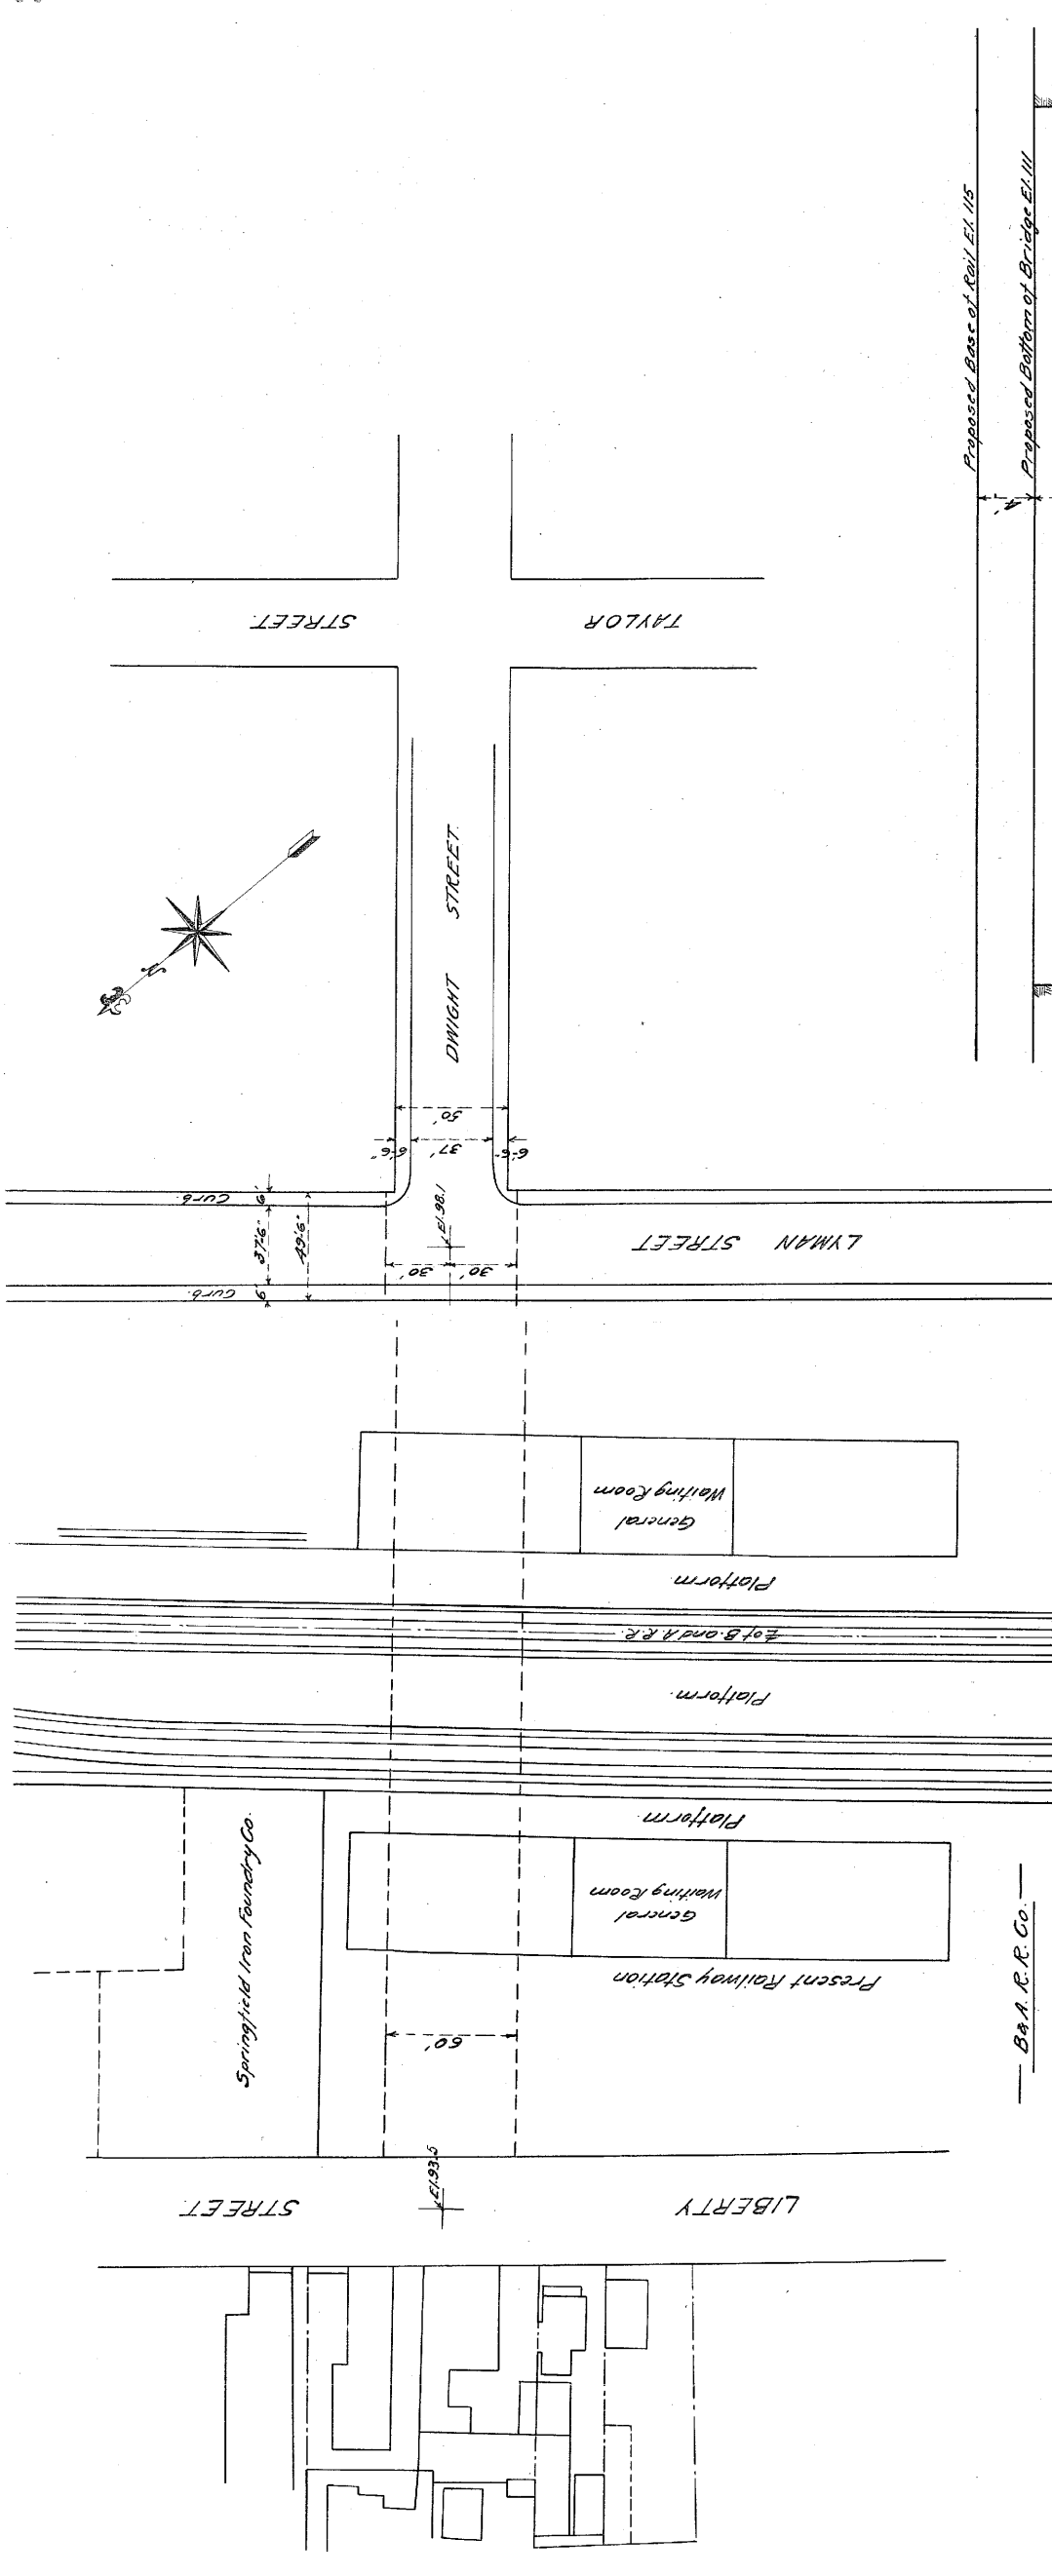 Proposed Base of Rail El. 115
Proposed Bottom of Bridge El. 111
4'
TAYLOR STREET.
N
DWIGHT STREET.
50'
6'-6" 37' 6'-6"
Curb. 6'
37'6"
49'6"
El. 98.1
LYMAN STREET
30' 30'
Curb. 6'
General
Waiting Room
Platform.
₵ of B. and A. R.R.
Platform.
Platform
General
Waiting Room
Present Railway Station
Springfield Iron Foundry Co.
60'
B & A. R. R. Co.
El. 93.5
LIBERTY STREET.